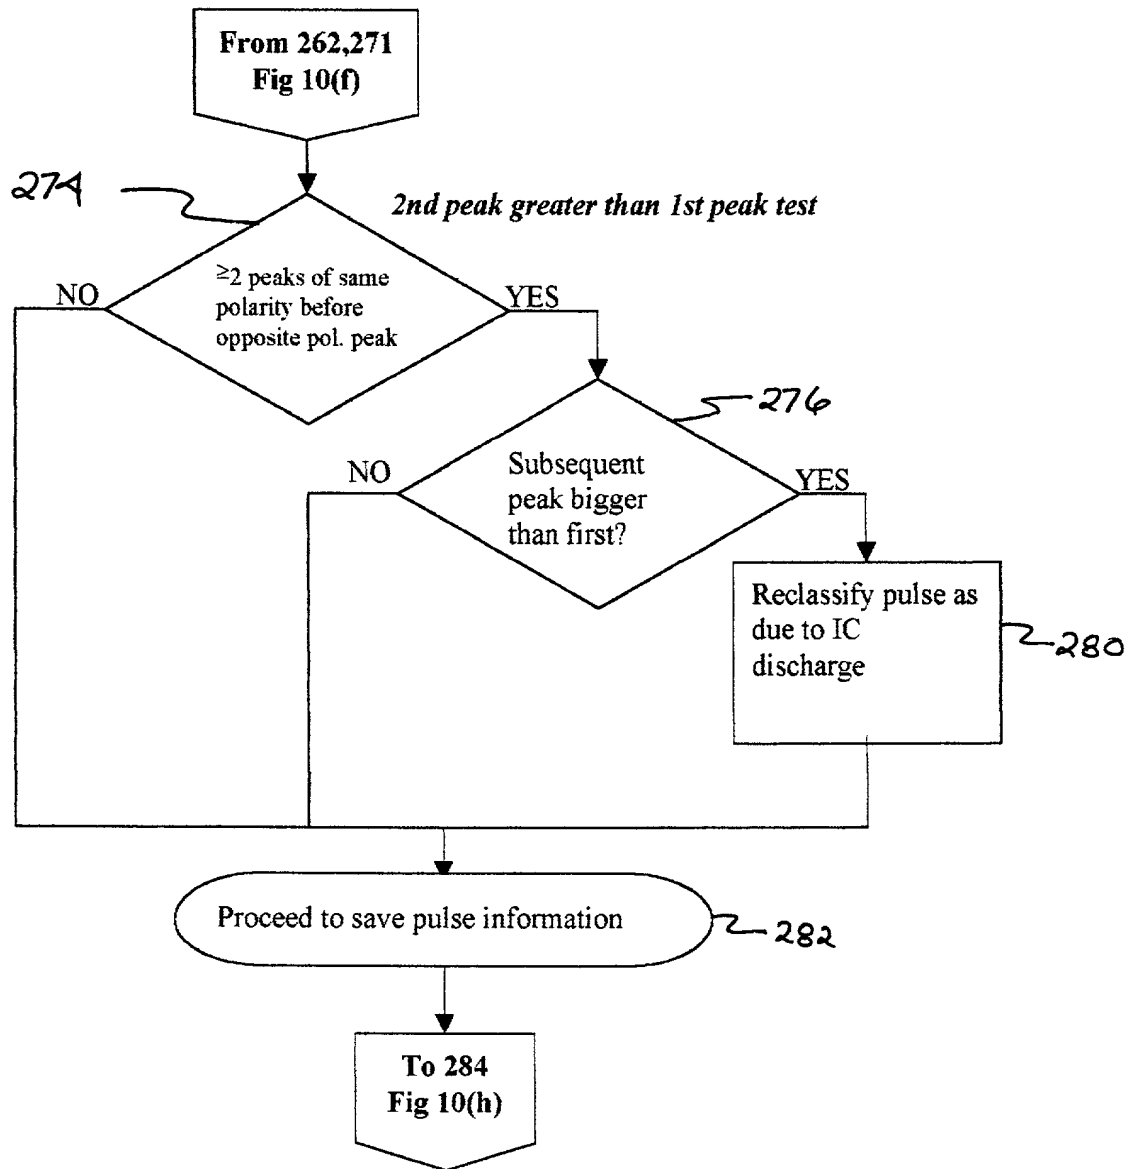 From 262,271
Fig 10(f)
274
2nd peak greater than 1st peak test
≥2 peaks of same
polarity before
opposite pol. peak
NO
YES
276
Subsequent
peak bigger
than first?
NO
YES
Reclassify pulse as
due to IC
discharge
280
Proceed to save pulse information
282
To 284
Fig 10(h)